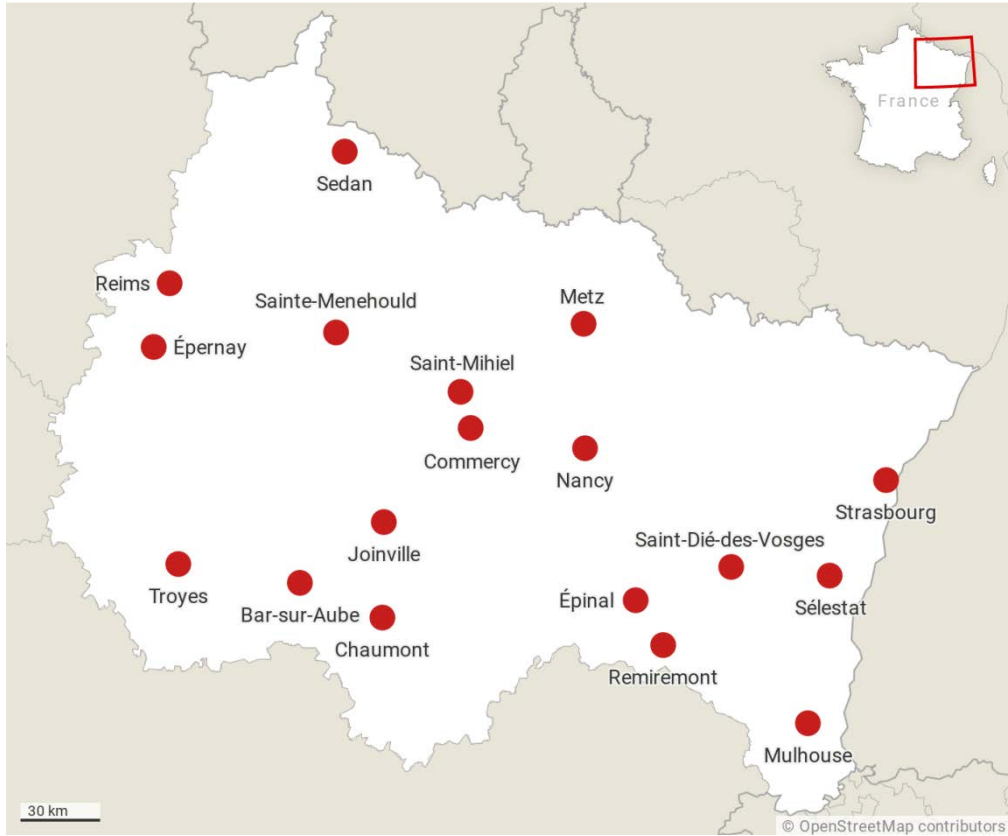 France
Sedan
Reims
Sainte-Menehould
Metz
Épernay
Saint-Mihiel
Commercy
Nancy
Strasbourg
Joinville
Saint-Dié-des-Vosges
Troyes
Bar-sur-Aube
Épinal
Sélestat
Chaumont
Remiremont
Mulhouse
30 km
© OpenStreetMap contributors